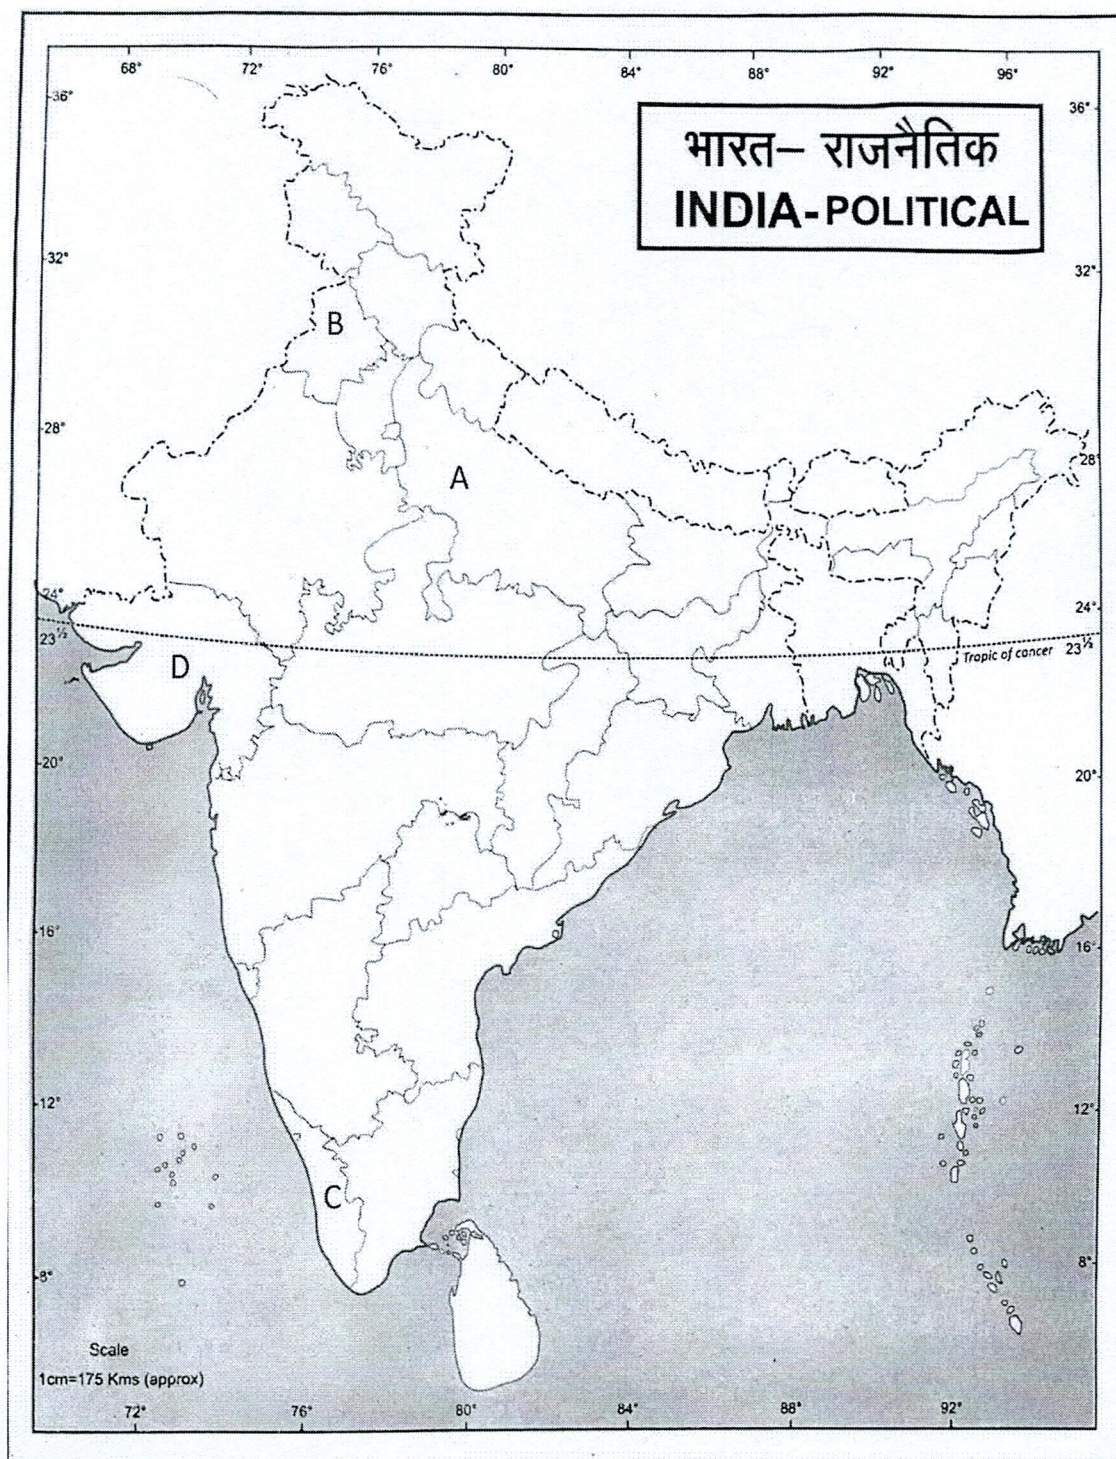 68° 72° 76° 80° 84° 88° 92° 96°
36° 36°
भारत– राजनैतिक
INDIA-POLITICAL
32° 32°
B
28° 28°
A
24° 24°
23½ 23½
Tropic of cancer
D
20° 20°
16° 16°
12° 12°
C
8° 8°
Scale
1cm=175 Kms (approx)
72° 76° 80° 84° 88° 92°